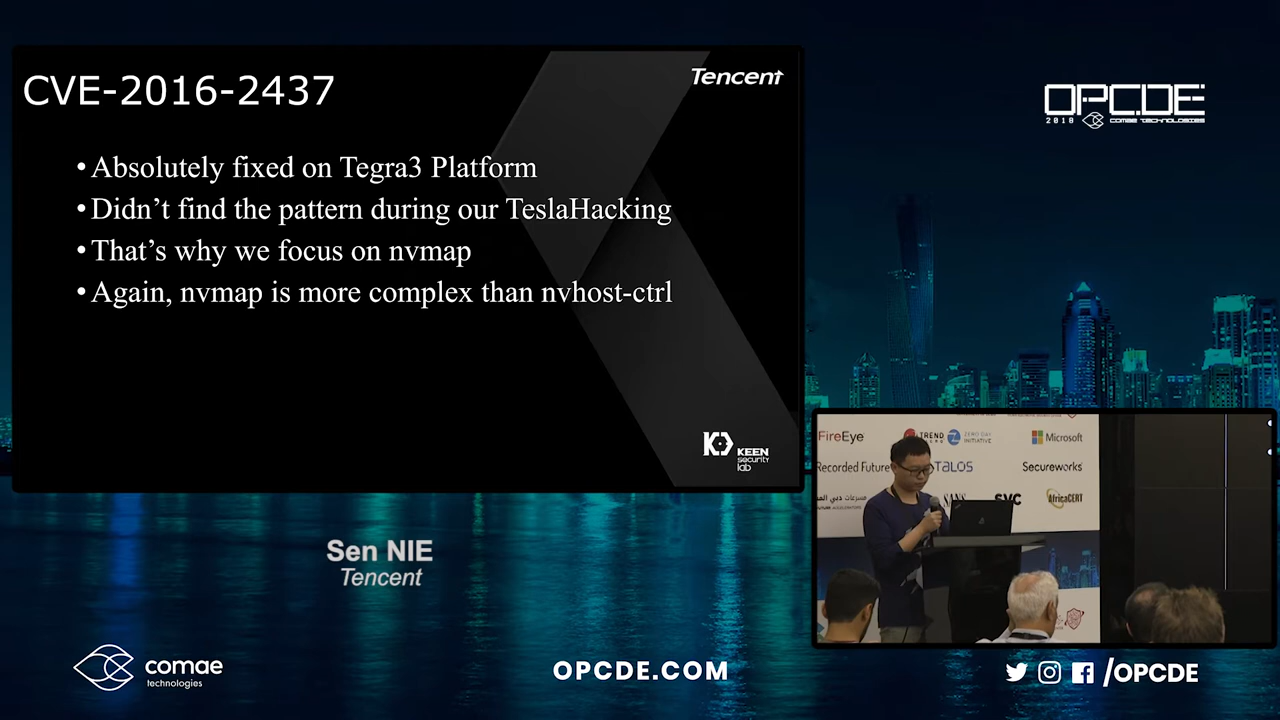 CVE-2016-2437
Tencent
• Absolutely fixed on Tegra3 Platform
• Didn’t find the pattern during our TeslaHacking
• That’s why we focus on nvmap
• Again, nvmap is more complex than nvhost-ctrl
KEEN
security
lab
OPCDE
2018 COMAE TECHNOLOGIES
FireEye
TREND
ZERO DAY
INITIATIVE
Microsoft
Recorded Future
TALOS
Secureworks
SANS
SVC
AfricaCERT
Sen NIE
Tencent
comae
technologies
OPCDE.COM
/OPCDE